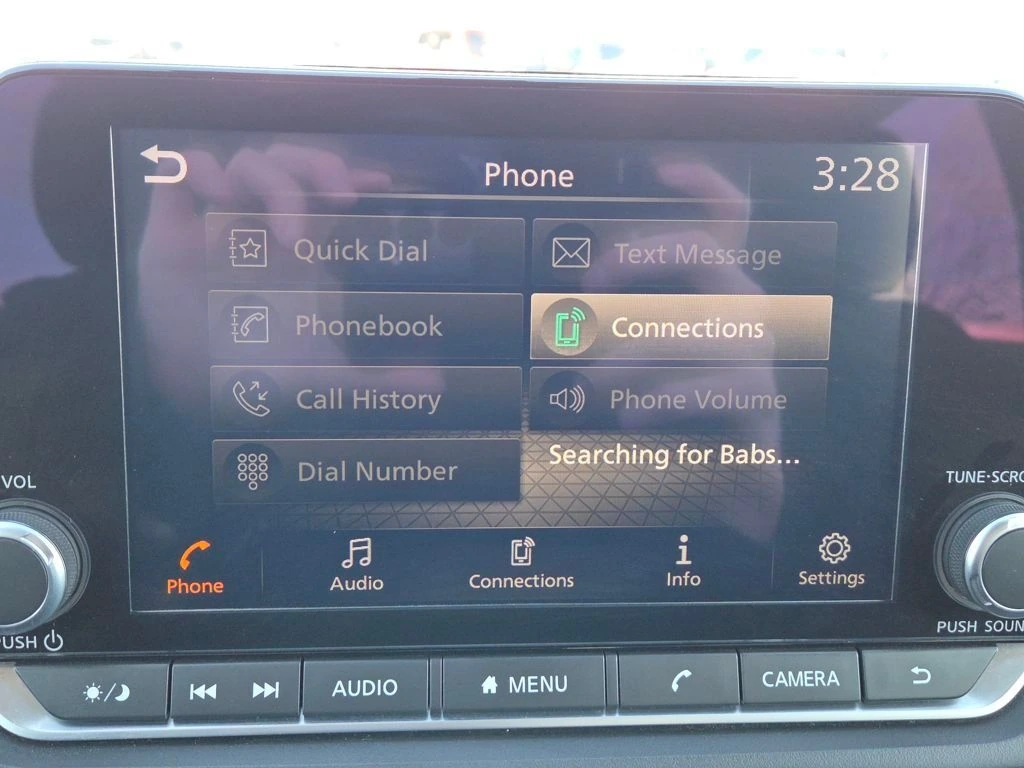 Phone
3:28
Quick Dial
Text Message
Phonebook
Connections
Call History
Phone Volume
Dial Number
Searching for Babs...
Phone
Audio
Connections
Info
Settings
VOL
TUNE·SCRO
PUSH
PUSH SOUN
AUDIO
MENU
CAMERA